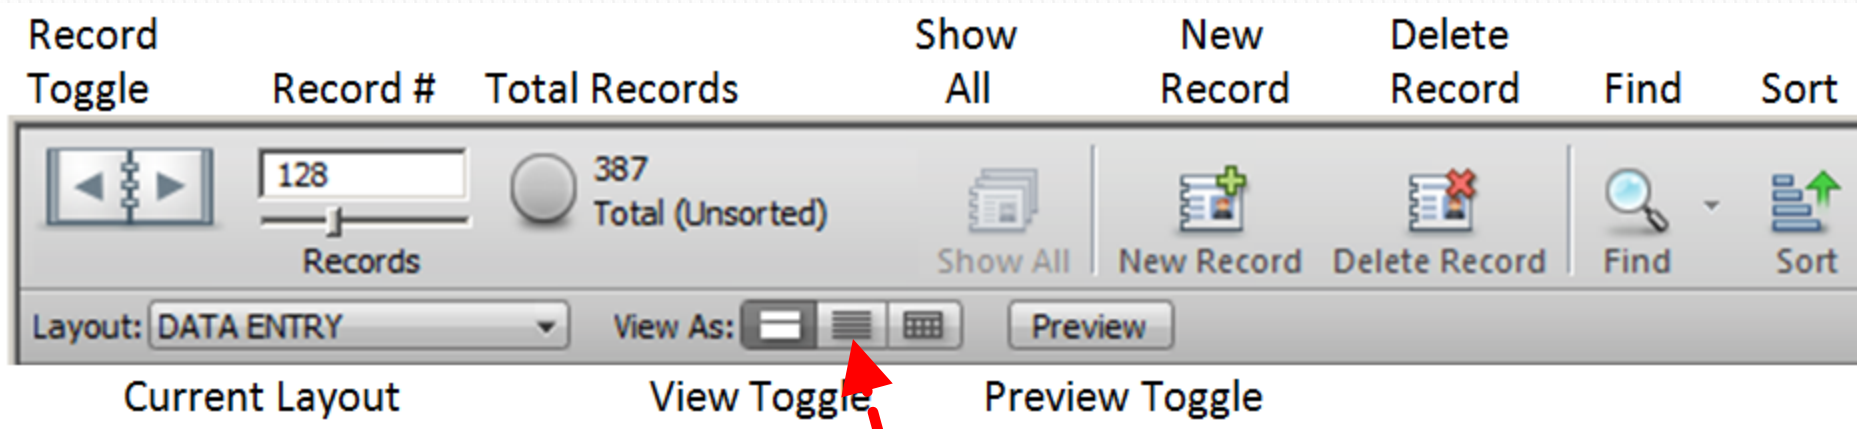 Record Show New Delete
Toggle Record # Total Records All Record Record Find Sort
128 387
Total (Unsorted)
Records Show All New Record Delete Record Find Sort
Layout: DATA ENTRY View As: Preview
Current Layout View Toggle Preview Toggle